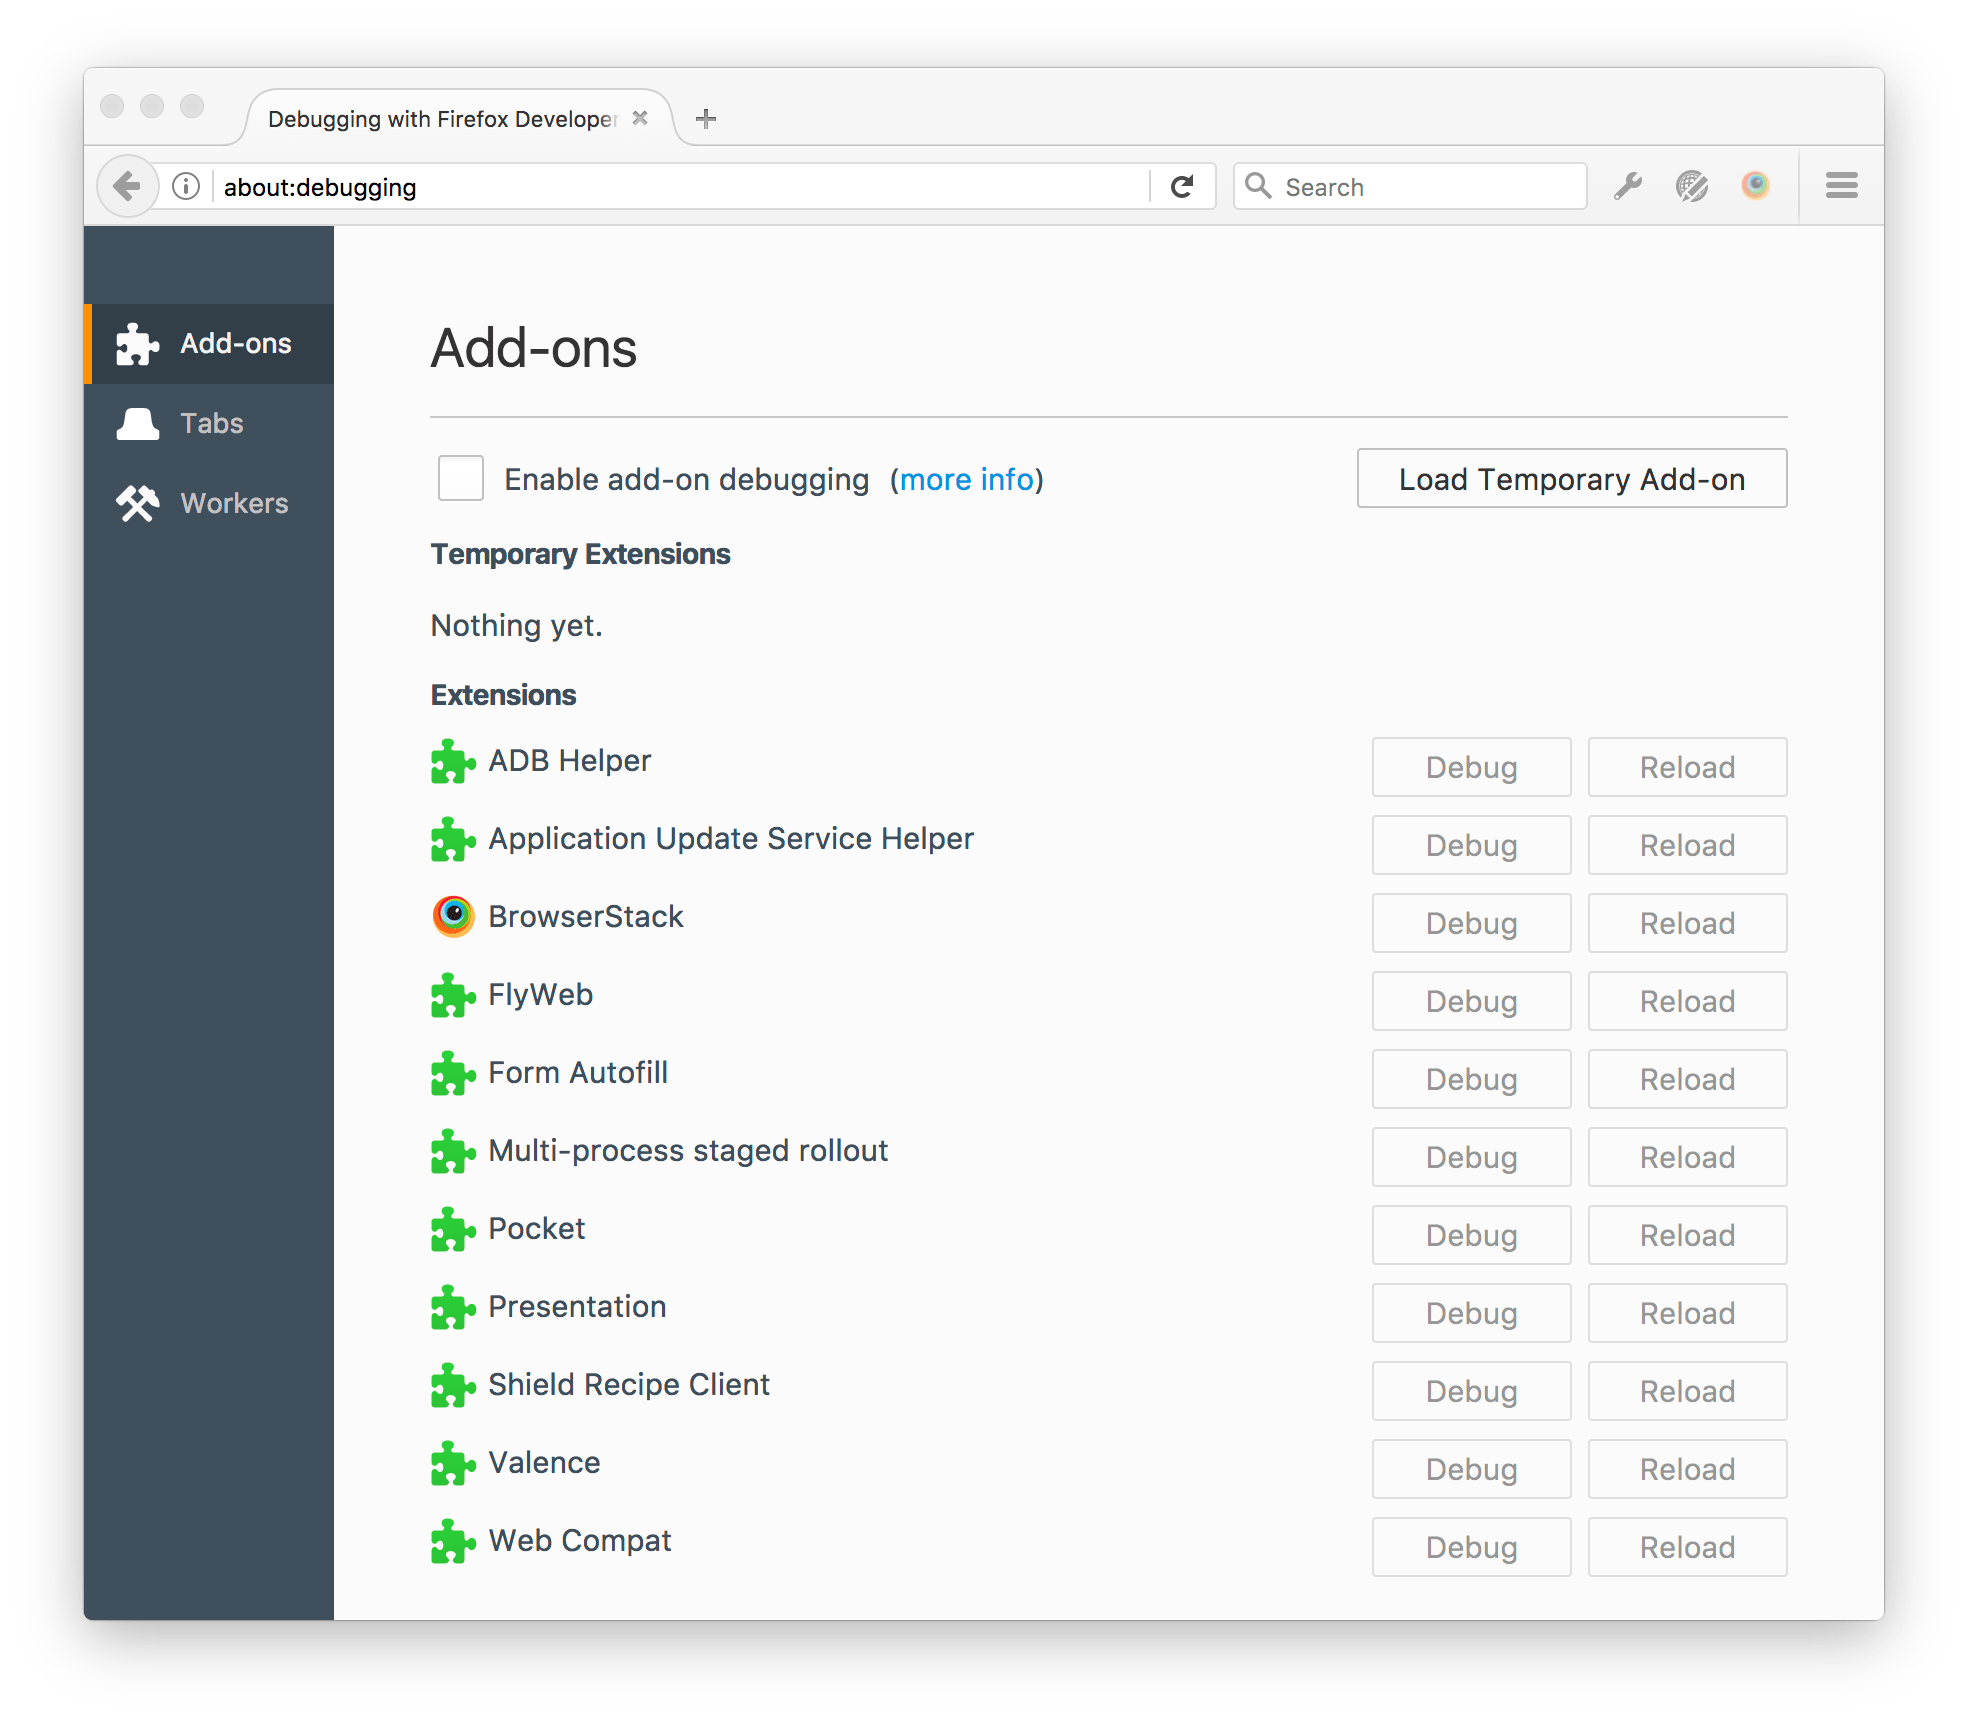 Debugging with Firefox Developer
about:debugging
Search
Add-ons
Tabs
Workers
Add-ons
Enable add-on debugging (more info)
Load Temporary Add-on
Temporary Extensions
Nothing yet.
Extensions
ADB Helper Debug Reload
Application Update Service Helper Debug Reload
BrowserStack Debug Reload
FlyWeb Debug Reload
Form Autofill Debug Reload
Multi-process staged rollout Debug Reload
Pocket Debug Reload
Presentation Debug Reload
Shield Recipe Client Debug Reload
Valence Debug Reload
Web Compat Debug Reload